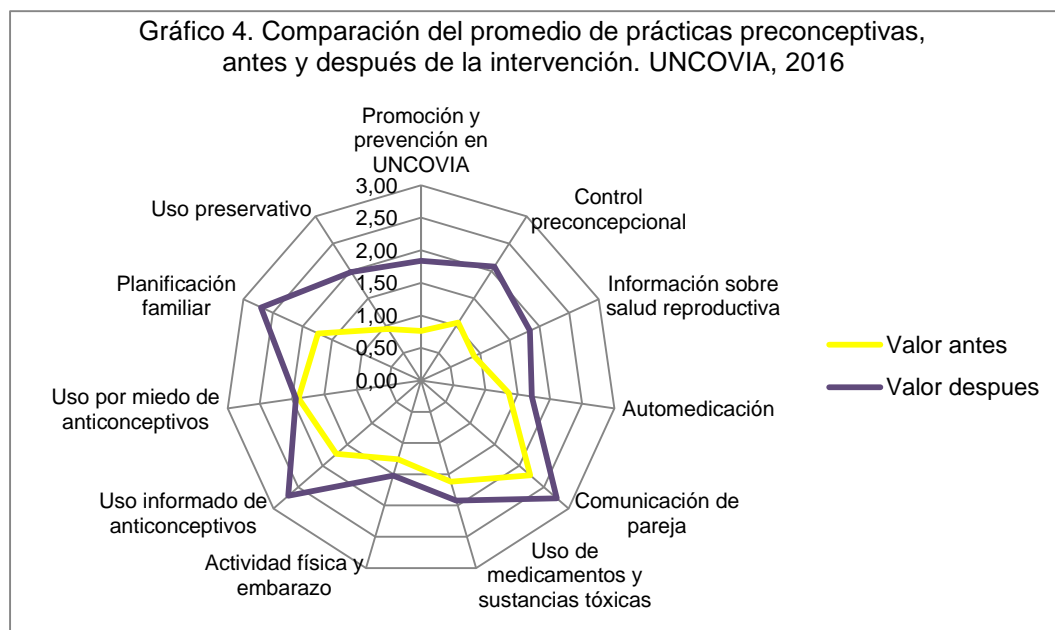 Gráfico 4. Comparación del promedio de prácticas preconceptivas,
antes y después de la intervención. UNCOVIA, 2016
Promoción y
prevención en
UNCOVIA
Control
preconcepcional
Información sobre
salud reproductiva
Automedicación
Comunicación de
pareja
Uso de
medicamentos y
sustancias tóxicas
Actividad física y
embarazo
Uso informado de
anticonceptivos
Uso por miedo de
anticonceptivos
Planificación
familiar
Uso preservativo
3,00
2,50
2,00
1,50
1,00
0,50
0,00
Valor antes
Valor despues